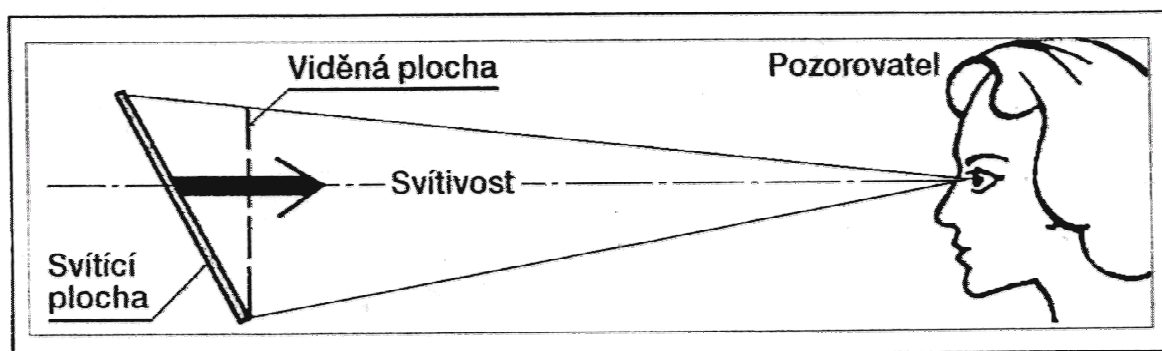 Viděná plocha
Pozorovatel
Svítivost
Svítící
plocha